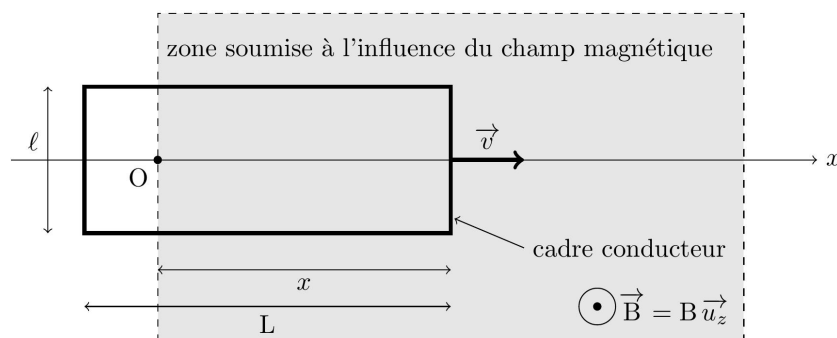 zone soumise à l'influence du champ magnétique
ℓ
v
O
x
cadre conducteur
x
L
B = B u_z